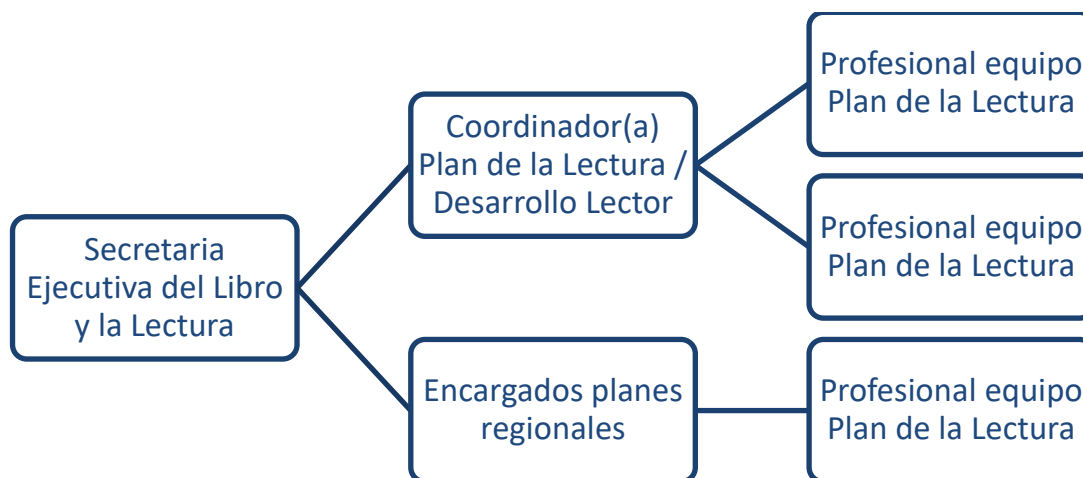 Secretaria
Ejecutiva del Libro
y la Lectura
Coordinador(a)
Plan de la Lectura /
Desarrollo Lector
Profesional equipo
Plan de la Lectura
Profesional equipo
Plan de la Lectura
Encargados planes
regionales
Profesional equipo
Plan de la Lectura